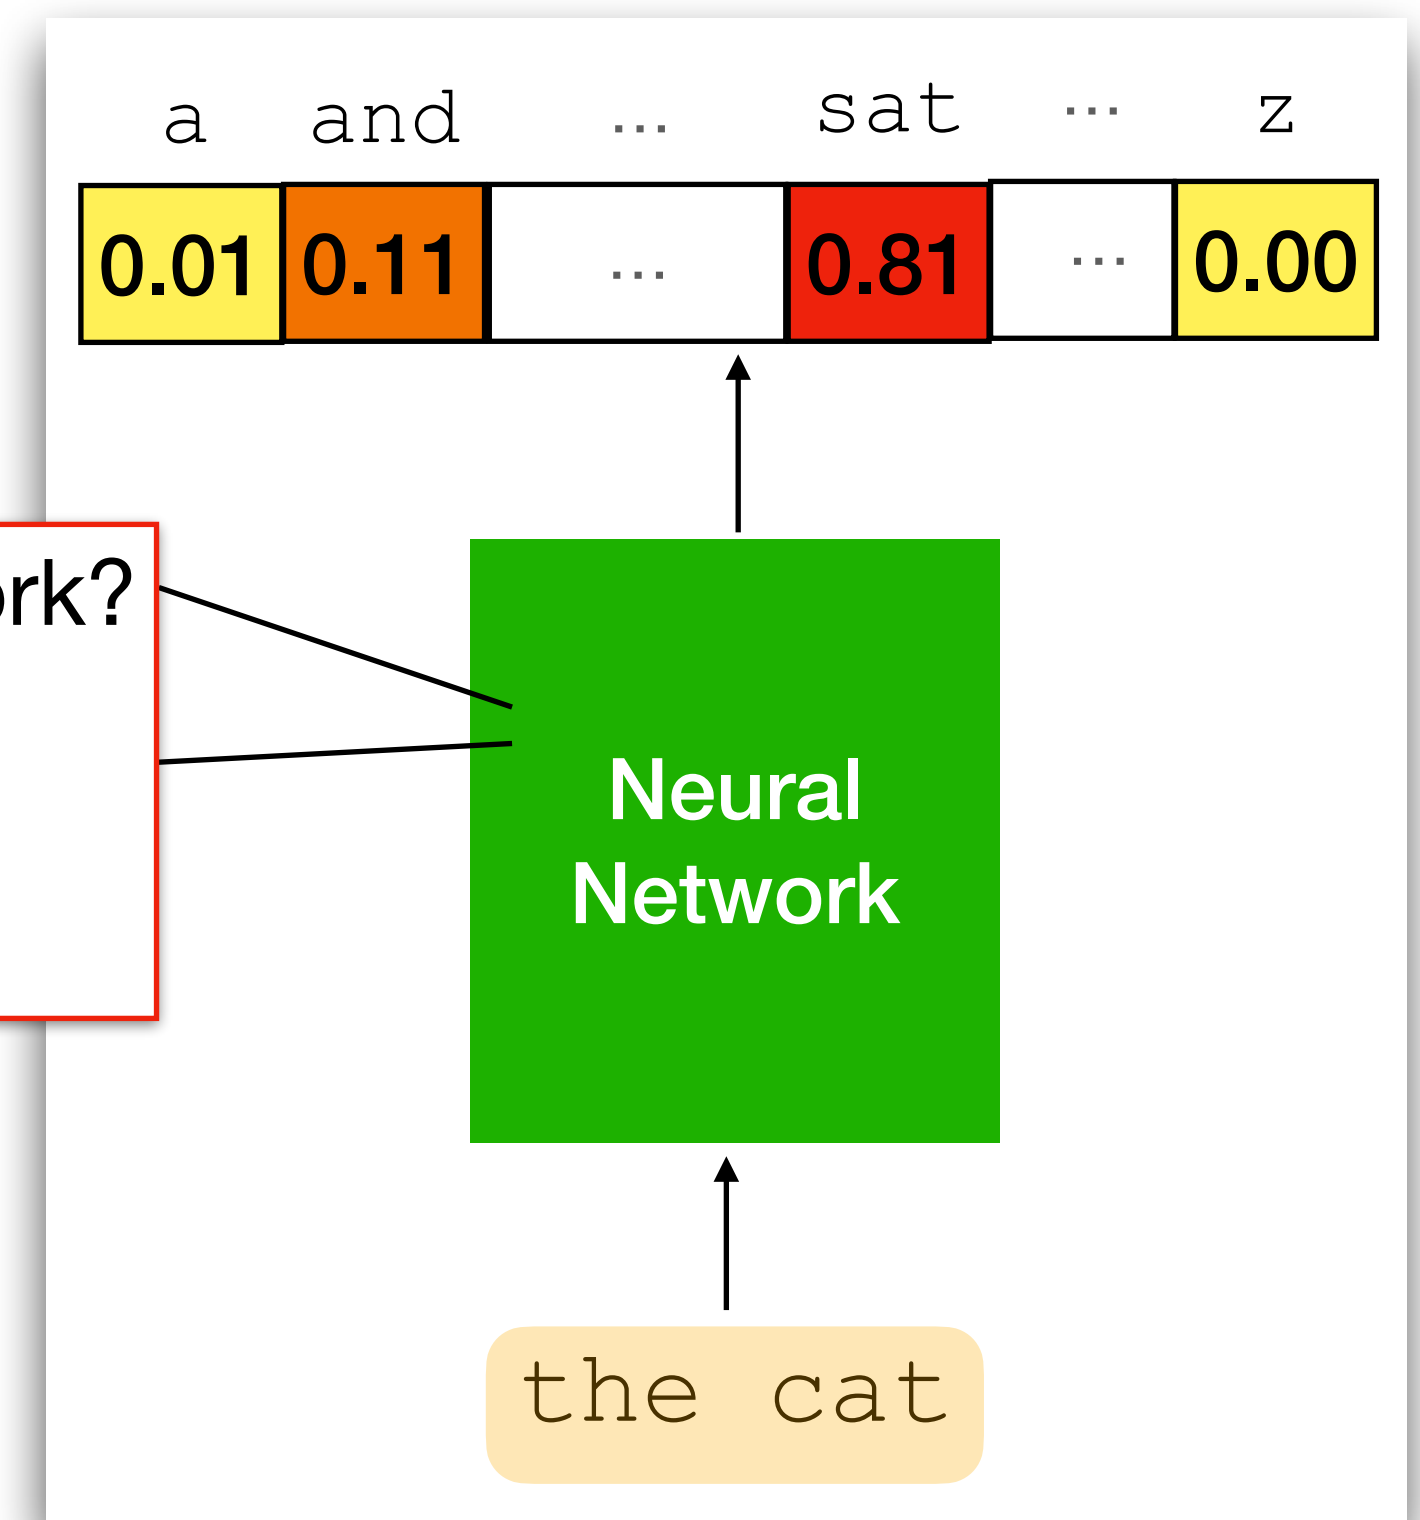 a and ... sat ... z
0.01 0.11 ... 0.81 ... 0.00
rk?
Neural
Network
the cat